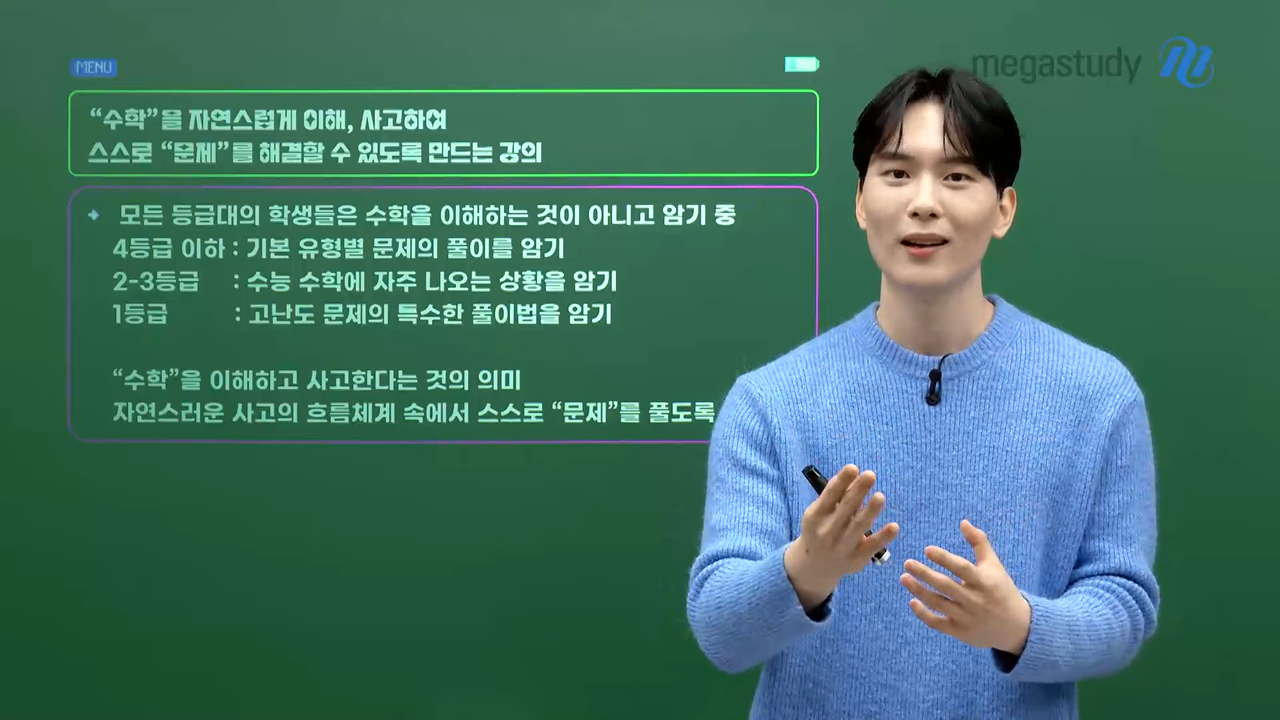 MENU
megastudy
“수학”을 자연스럽게 이해, 사고하여
스스로 “문제”를 해결할 수 있도록 만드는 강의
모든 등급대의 학생들은 수학을 이해하는 것이 아니고 암기 중
4등급 이하 : 기본 유형별 문제의 풀이를 암기
2-3등급 : 수능 수학에 자주 나오는 상황을 암기
1등급 : 고난도 문제의 특수한 풀이법을 암기
“수학”을 이해하고 사고한다는 것의 의미
자연스러운 사고의 흐름체계 속에서 스스로 “문제”를 풀도록